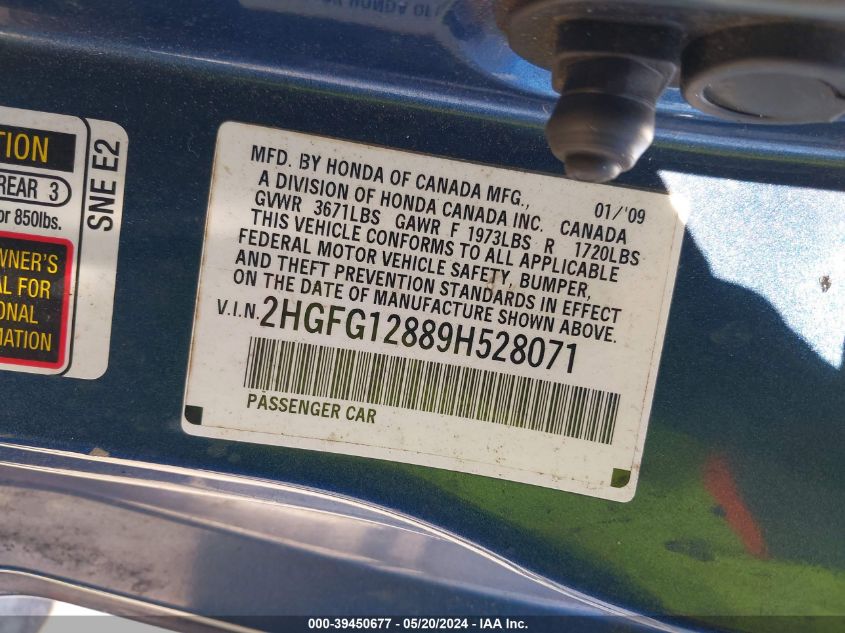 TION
REAR 3
or 850lbs.
WNER'S
AL FOR
ONAL
MATION
SNE E2
MFD. BY HONDA OF CANADA MFG.,
A DIVISION OF HONDA CANADA INC. CANADA 01/'09
GVWR 3671LBS GAWR F 1973LBS R 1720LBS
THIS VEHICLE CONFORMS TO ALL APPLICABLE
FEDERAL MOTOR VEHICLE SAFETY, BUMPER,
AND THEFT PREVENTION STANDARDS IN EFFECT
ON THE DATE OF MANUFACTURE SHOWN ABOVE.
V.I.N. 2HGFG12889H528071
PASSENGER CAR
000-39450677 - 05/20/2024 - IAA Inc.